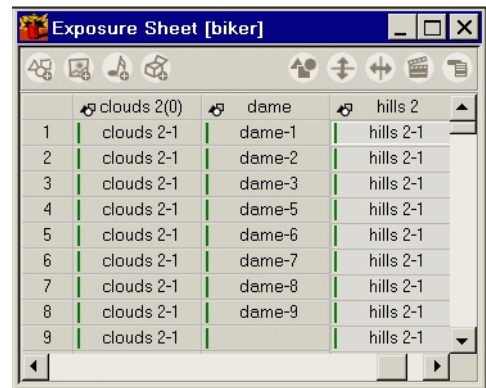 Exposure Sheet [biker]
clouds 2(0) dame hills 2
1 clouds 2-1 dame-1 hills 2-1
2 clouds 2-1 dame-2 hills 2-1
3 clouds 2-1 dame-3 hills 2-1
4 clouds 2-1 dame-5 hills 2-1
5 clouds 2-1 dame-6 hills 2-1
6 clouds 2-1 dame-7 hills 2-1
7 clouds 2-1 dame-8 hills 2-1
8 clouds 2-1 dame-9 hills 2-1
9 clouds 2-1 hills 2-1